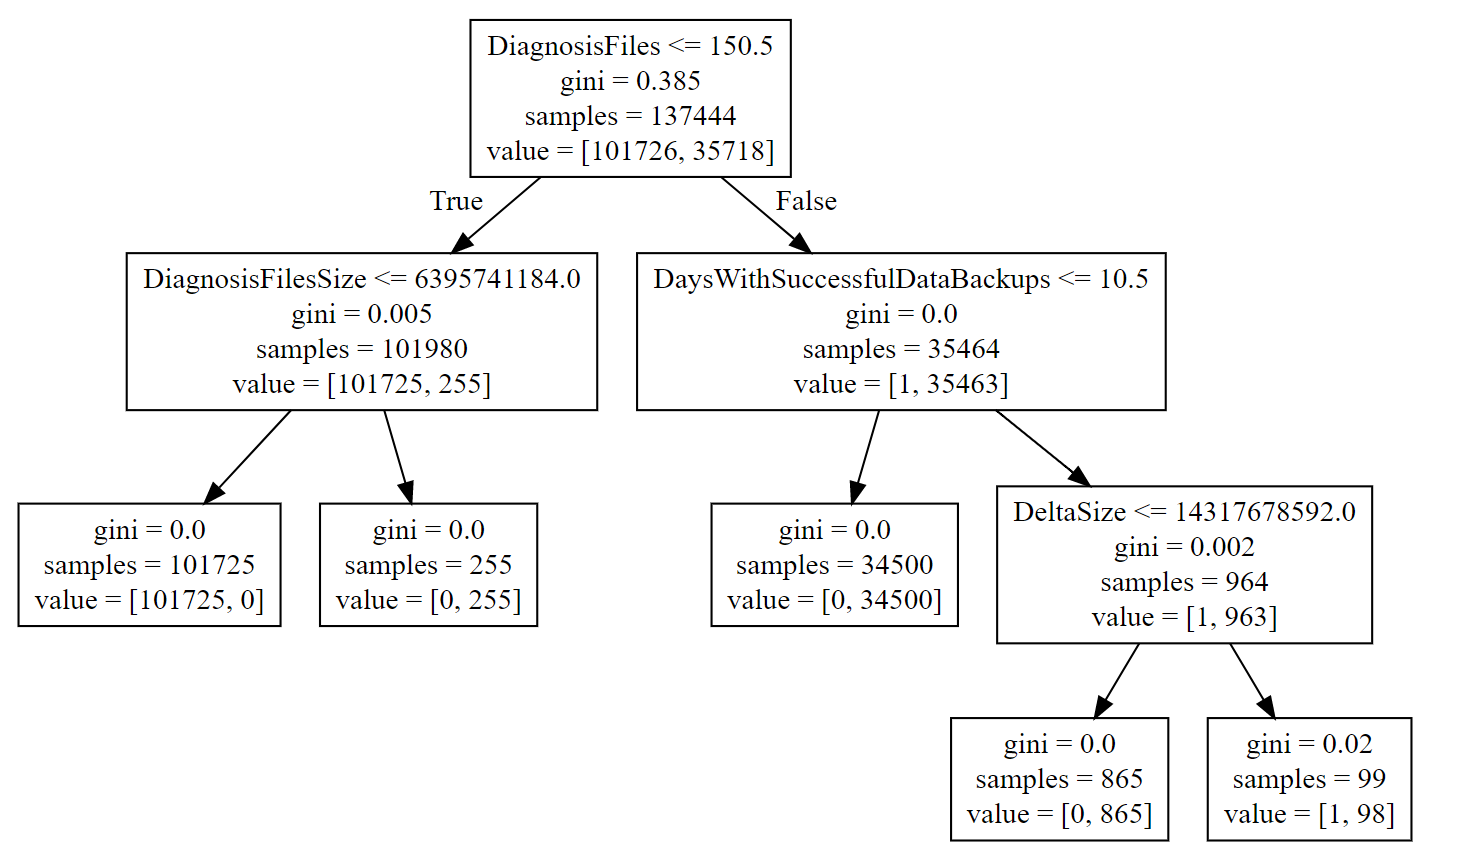 DiagnosisFiles <= 150.5
gini = 0.385
samples = 137444
value = [101726, 35718]
True
False
DiagnosisFilesSize <= 6395741184.0
gini = 0.005
samples = 101980
value = [101725, 255]
DaysWithSuccessfulDataBackups <= 10.5
gini = 0.0
samples = 35464
value = [1, 35463]
gini = 0.0
samples = 101725
value = [101725, 0]
gini = 0.0
samples = 255
value = [0, 255]
gini = 0.0
samples = 34500
value = [0, 34500]
DeltaSize <= 14317678592.0
gini = 0.002
samples = 964
value = [1, 963]
gini = 0.0
samples = 865
value = [0, 865]
gini = 0.02
samples = 99
value = [1, 98]